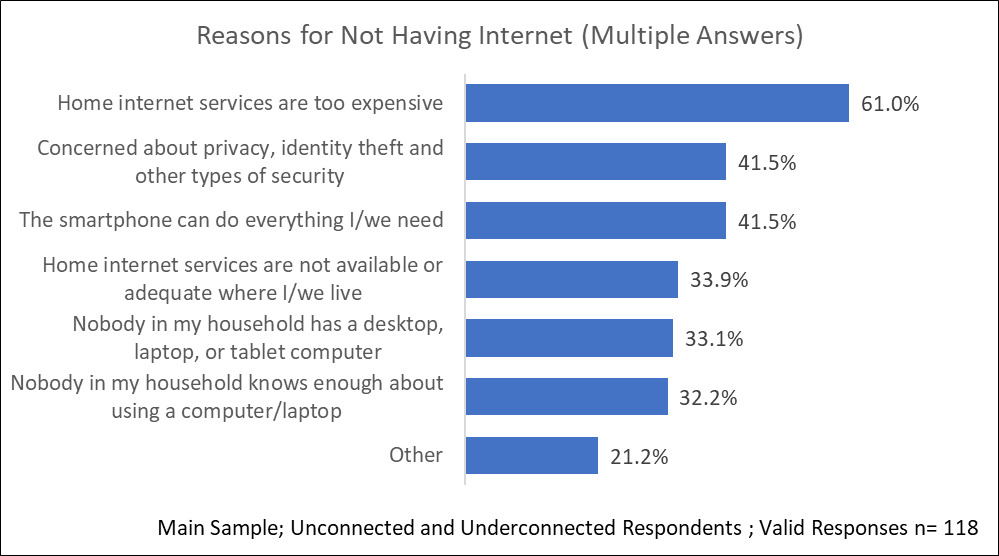 Reasons for Not Having Internet (Multiple Answers)
Home internet services are too expensive
61.0%
Concerned about privacy, identity theft and
other types of security
41.5%
The smartphone can do everything I/we need
41.5%
Home internet services are not available or
adequate where I/we live
33.9%
Nobody in my household has a desktop,
laptop, or tablet computer
33.1%
Nobody in my household knows enough about
using a computer/laptop
32.2%
Other
21.2%
Main Sample; Unconnected and Underconnected Respondents ; Valid Responses n= 118